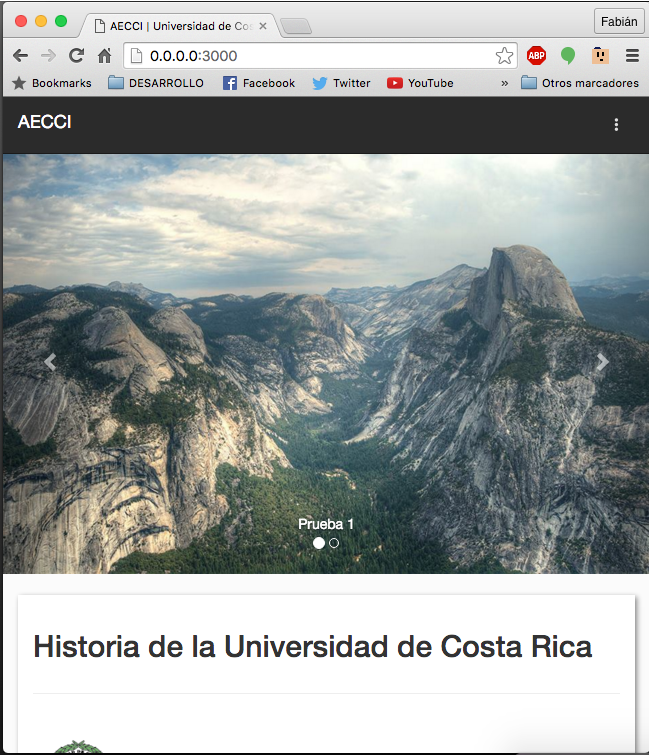 AECCI | Universidad de Co
Fabián
0.0.0.0:3000
ABP
Bookmarks DESARROLLO Facebook Twitter YouTube » Otros marcadores
AECCI
Prueba 1
Historia de la Universidad de Costa Rica